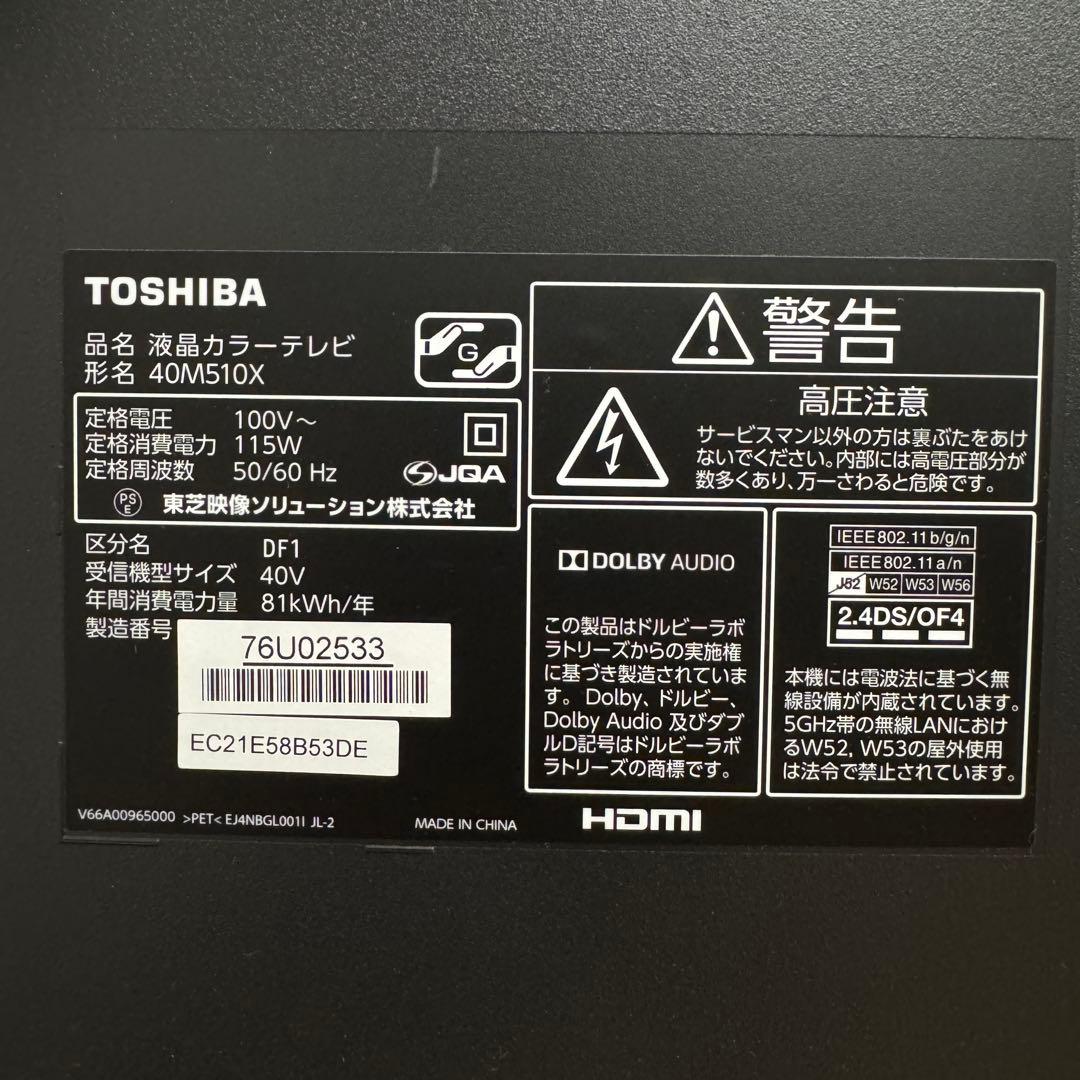 TOSHIBA
品名 液晶カラーテレビ
形名 40M510X
G
定格電圧 100V～
定格消費電力 115W
定格周波数 50/60 Hz
JQA
PS
E
東芝映像ソリューション株式会社
区分名 DF1
受信機型サイズ 40V
年間消費電力量 81kWh/年
製造番号
76U02533
EC21E58B53DE
V66A00965000 >PET< EJ4NBGL001I JL-2
MADE IN CHINA
警告
高圧注意
サービスマン以外の方は裏ぶたをあけ
ないでください。内部には高電圧部分が
数多くあり、万一さわると危険です。
DOLBY AUDIO
この製品はドルビーラボ
ラトリーズからの実施権
に基づき製造されていま
す。Dolby、ドルビー、
Dolby Audio 及びダブ
ルD記号はドルビーラボ
ラトリーズの商標です。
HDMI
IEEE802.11b/g/n
IEEE802.11a/n
J52 W52 W53 W56
2.4DS/OF4
本機には電波法に基づく無
線設備が内蔵されています。
5GHz帯の無線LANにおけ
るW52, W53の屋外使用
は法令で禁止されています。